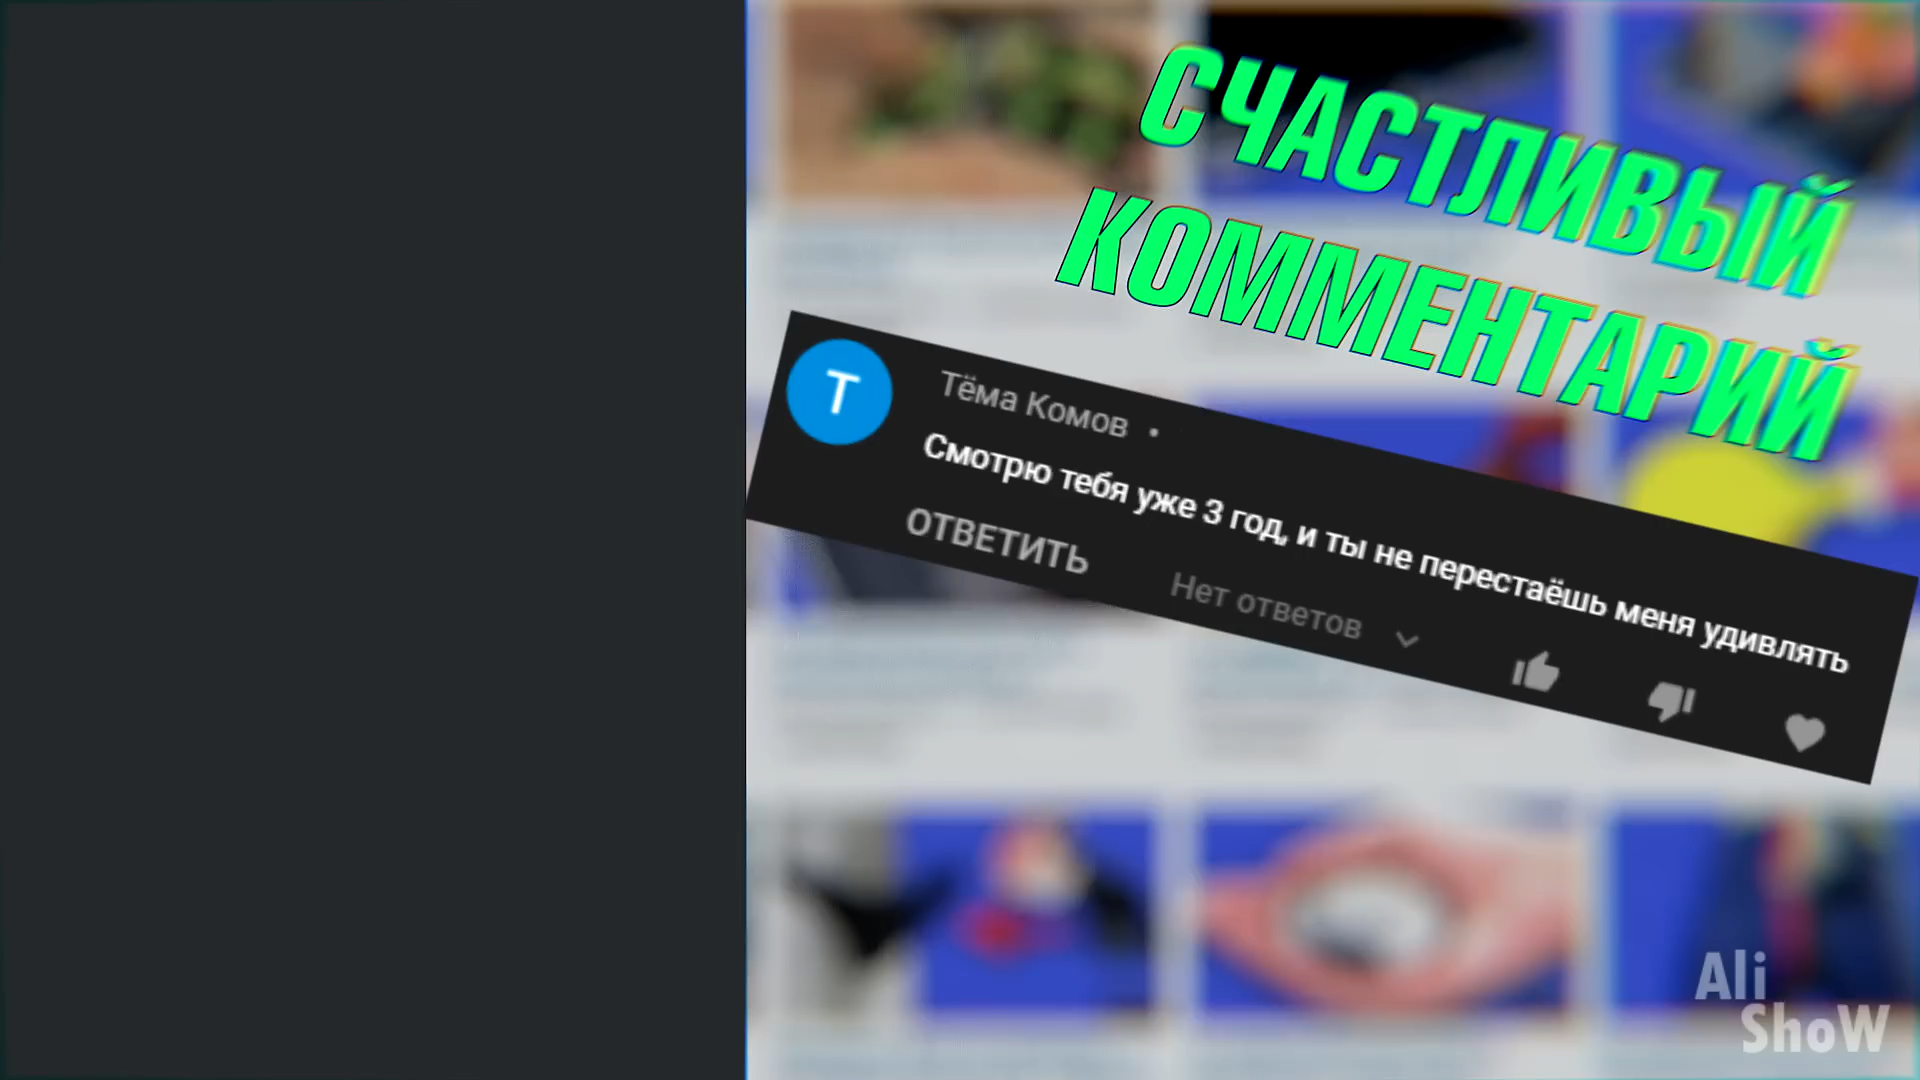 СЧАСТЛИВЫЙ
КОММЕНТАРИЙ
Т
Тёма Комов •
Смотрю тебя уже 3 год, и ты не перестаёшь меня удивлять
ОТВЕТИТЬ
Нет ответов
Ali
ShoW